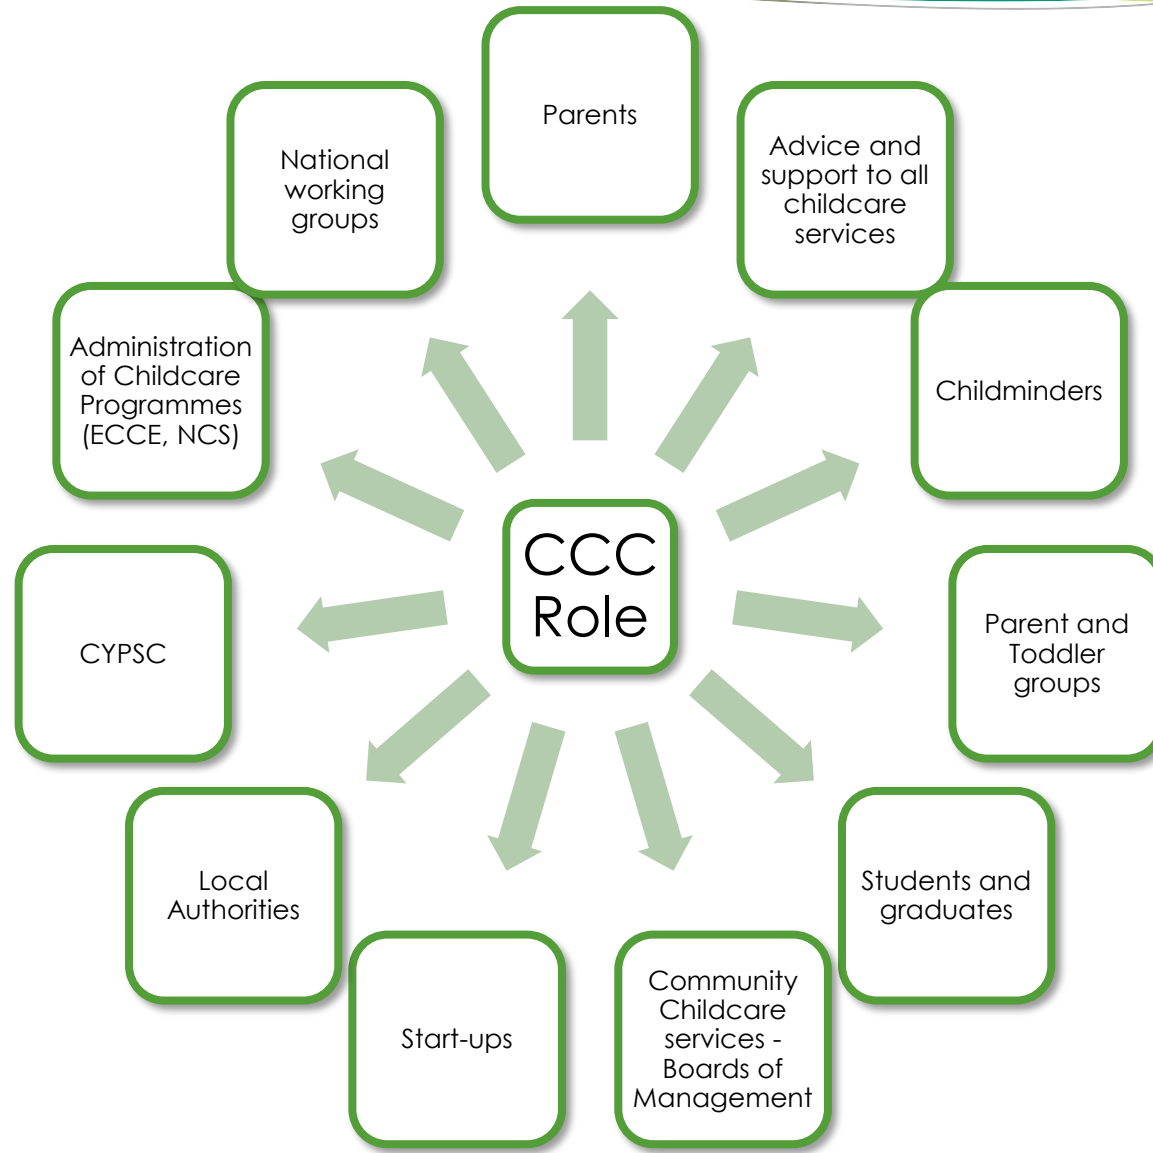 Parents
Advice and
support to all
childcare
services
Childminders
Parent and
Toddler
groups
Students and
graduates
Community
Childcare
services -
Boards of
Management
Start-ups
Local
Authorities
CYPSC
Administration
of Childcare
Programmes
(ECCE, NCS)
National
working
groups
CCC
Role